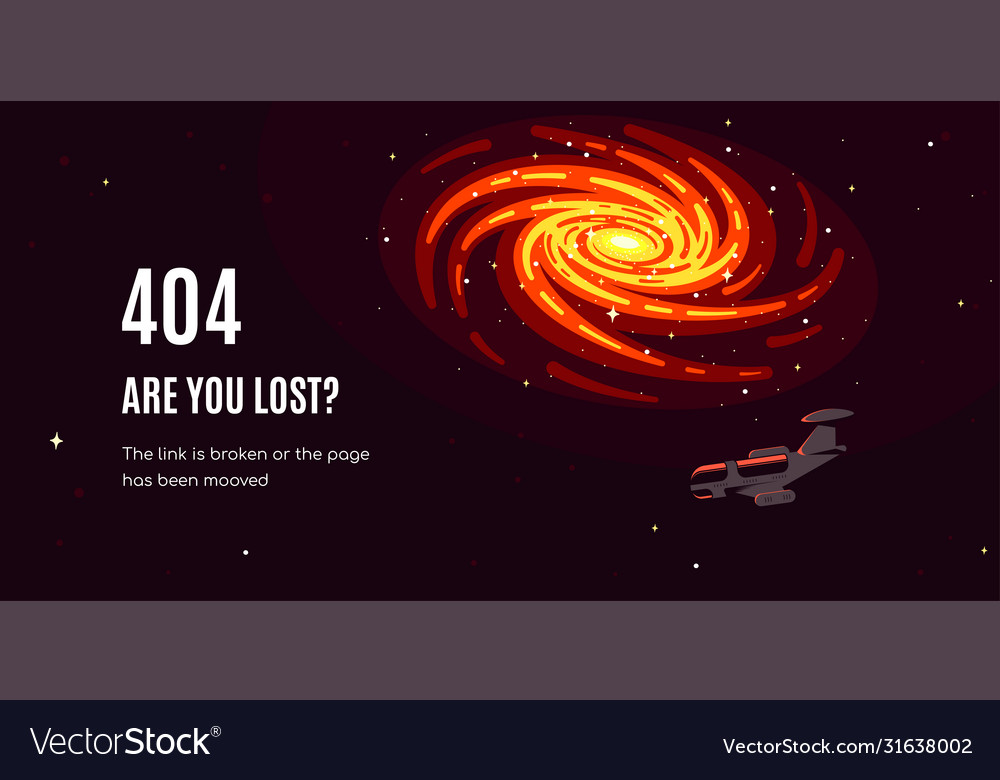 404
ARE YOU LOST?
The link is broken or the page
has been mooved
VectorStock®
VectorStock.com/31638002